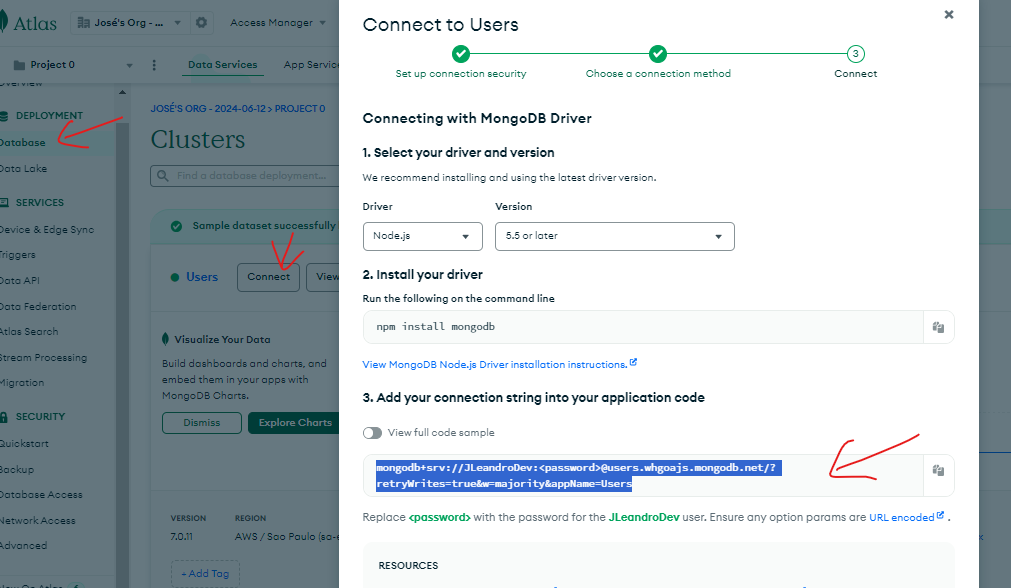 Atlas
José's Org - ...
Access Manager
Project 0
Data Services
App Servic
Overview
DEPLOYMENT
Database
Data Lake
SERVICES
Device & Edge Sync
Triggers
Data API
Data Federation
Atlas Search
Stream Processing
Migration
SECURITY
Quickstart
Backup
Database Access
Network Access
Advanced
New On Atlas
JOSÉ'S ORG - 2024-06-12 > PROJECT 0
Clusters
Find a database deployment...
Sample dataset successfully
Users
Connect
View
Visualize Your Data
Build dashboards and charts, and
embed them in your apps with
MongoDB Charts.
Dismiss
Explore Charts
VERSION
REGION
7.0.11
AWS / Sao Paulo (sa-e
+ Add Tag
Connect to Users
Set up connection security
Choose a connection method
3
Connect
Connecting with MongoDB Driver
1. Select your driver and version
We recommend installing and using the latest driver version.
Driver
Version
Node.js
5.5 or later
2. Install your driver
Run the following on the command line
npm install mongodb
View MongoDB Node.js Driver installation instructions.
3. Add your connection string into your application code
View full code sample
mongodb+srv://JLeandroDev:<password>@users.whgoajs.mongodb.net/?
retryWrites=true&w=majority&appName=Users
Replace <password> with the password for the JLeandroDev user. Ensure any option params are URL encoded .
RESOURCES